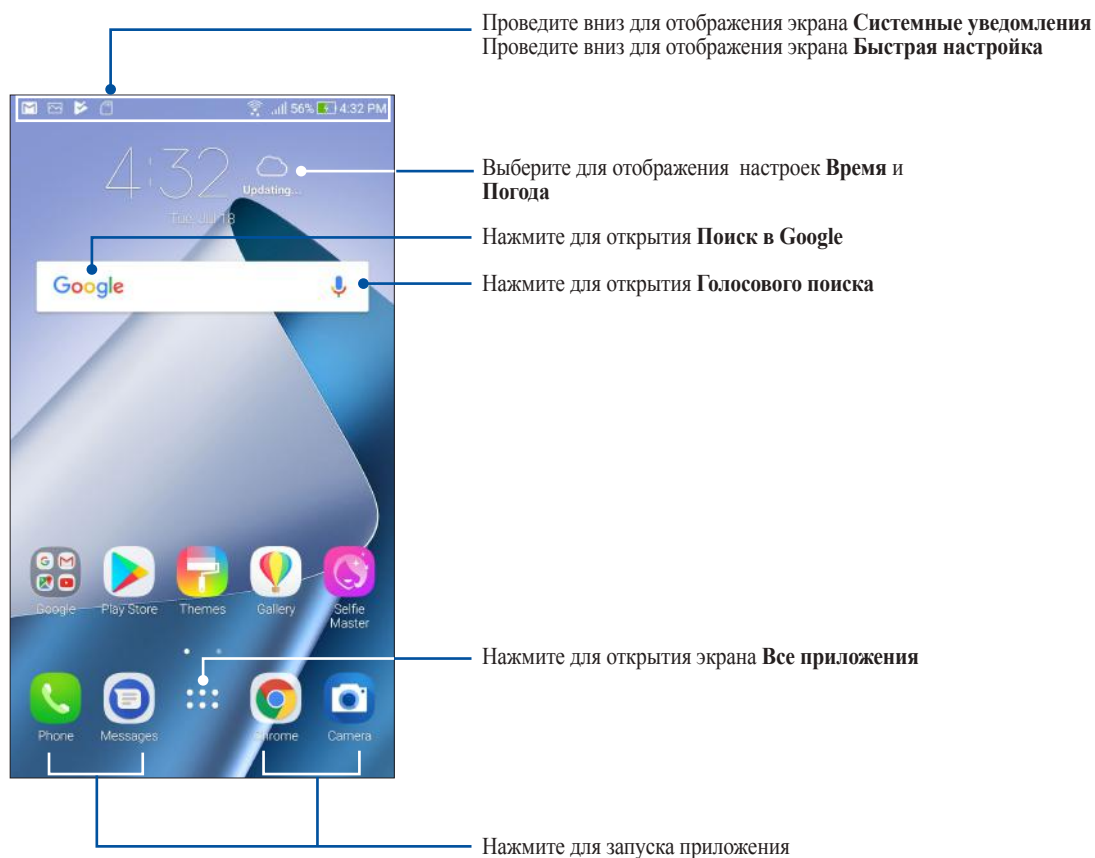 Проведите вниз для отображения экрана Системные уведомления
Проведите вниз для отображения экрана Быстрая настройка
56% 4:32 PM
4:32
Updating...
Tue, Jul 18
Выберите для отображения настроек Время и
Погода
Нажмите для открытия Поиск в Google
Google
Нажмите для открытия Голосового поиска
Google Play Store Themes Gallery Selfie
Master
Нажмите для открытия экрана Все приложения
Phone Messages Chrome Camera
Нажмите для запуска приложения